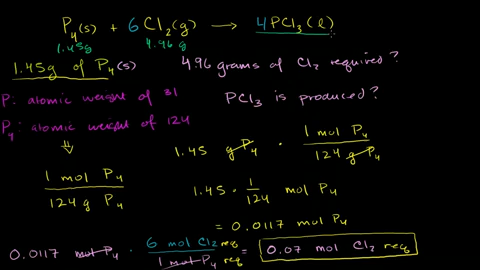 P₄(s) + 6Cl₂(g) → 4PCl₃(l)
1.45g 4.96 g
1.45g of P₄(s) 4.96 grams of Cl₂ required?
P: atomic weight of 31 PCl₃ is produced?
P₄: atomic weight of 124
⇓
1.45 g P₄ · 1 mol P₄ / 124 g P₄
1 mol P₄ / 124 g P₄
1.45 · 1/124 mol P₄
= 0.0117 mol P₄
0.0117 mol P₄ · 6 mol Cl₂ req / 1 mol P₄ req = 0.07 mol Cl₂ req